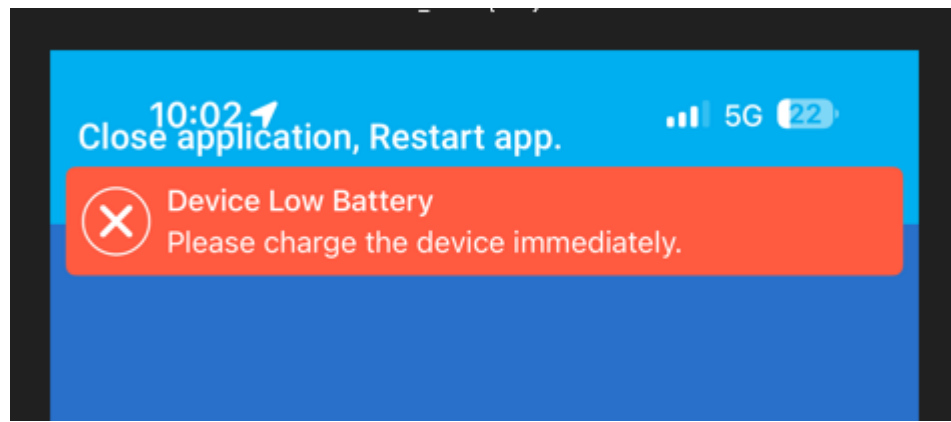 10:02 5G 22
Close application, Restart app.
Device Low Battery
Please charge the device immediately.